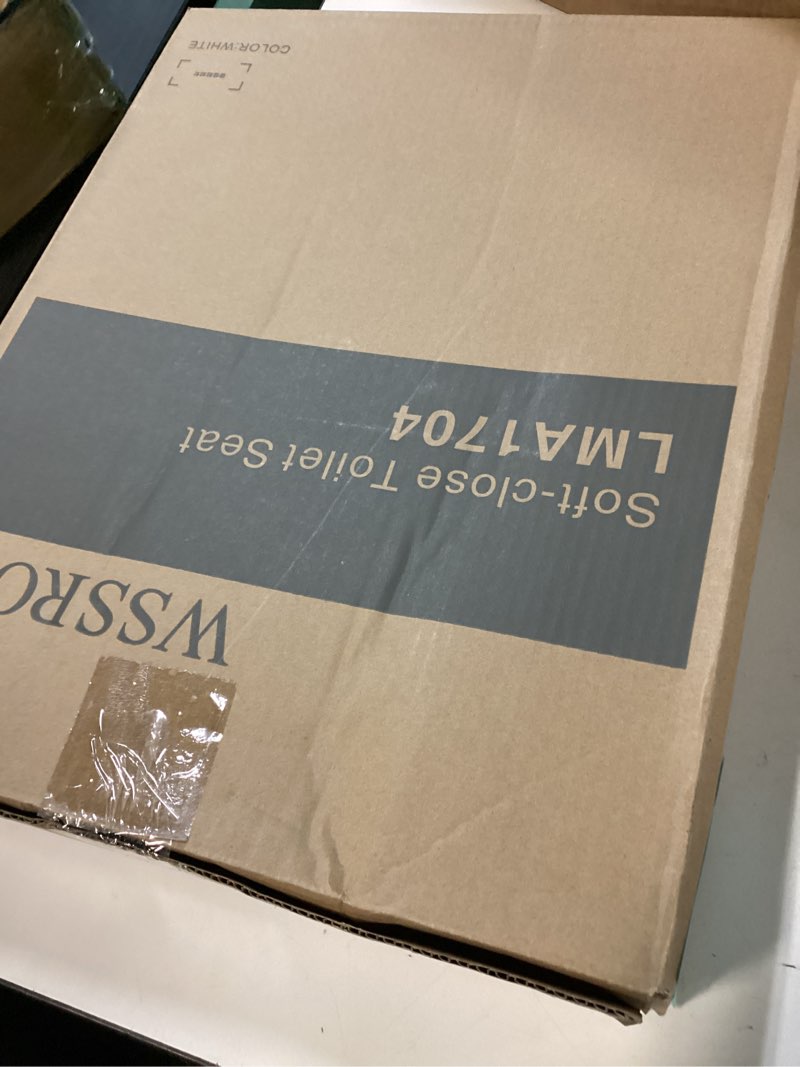 WSSRO
Soft-close Toilet Seat
LMA1704
COLOR:WHITE